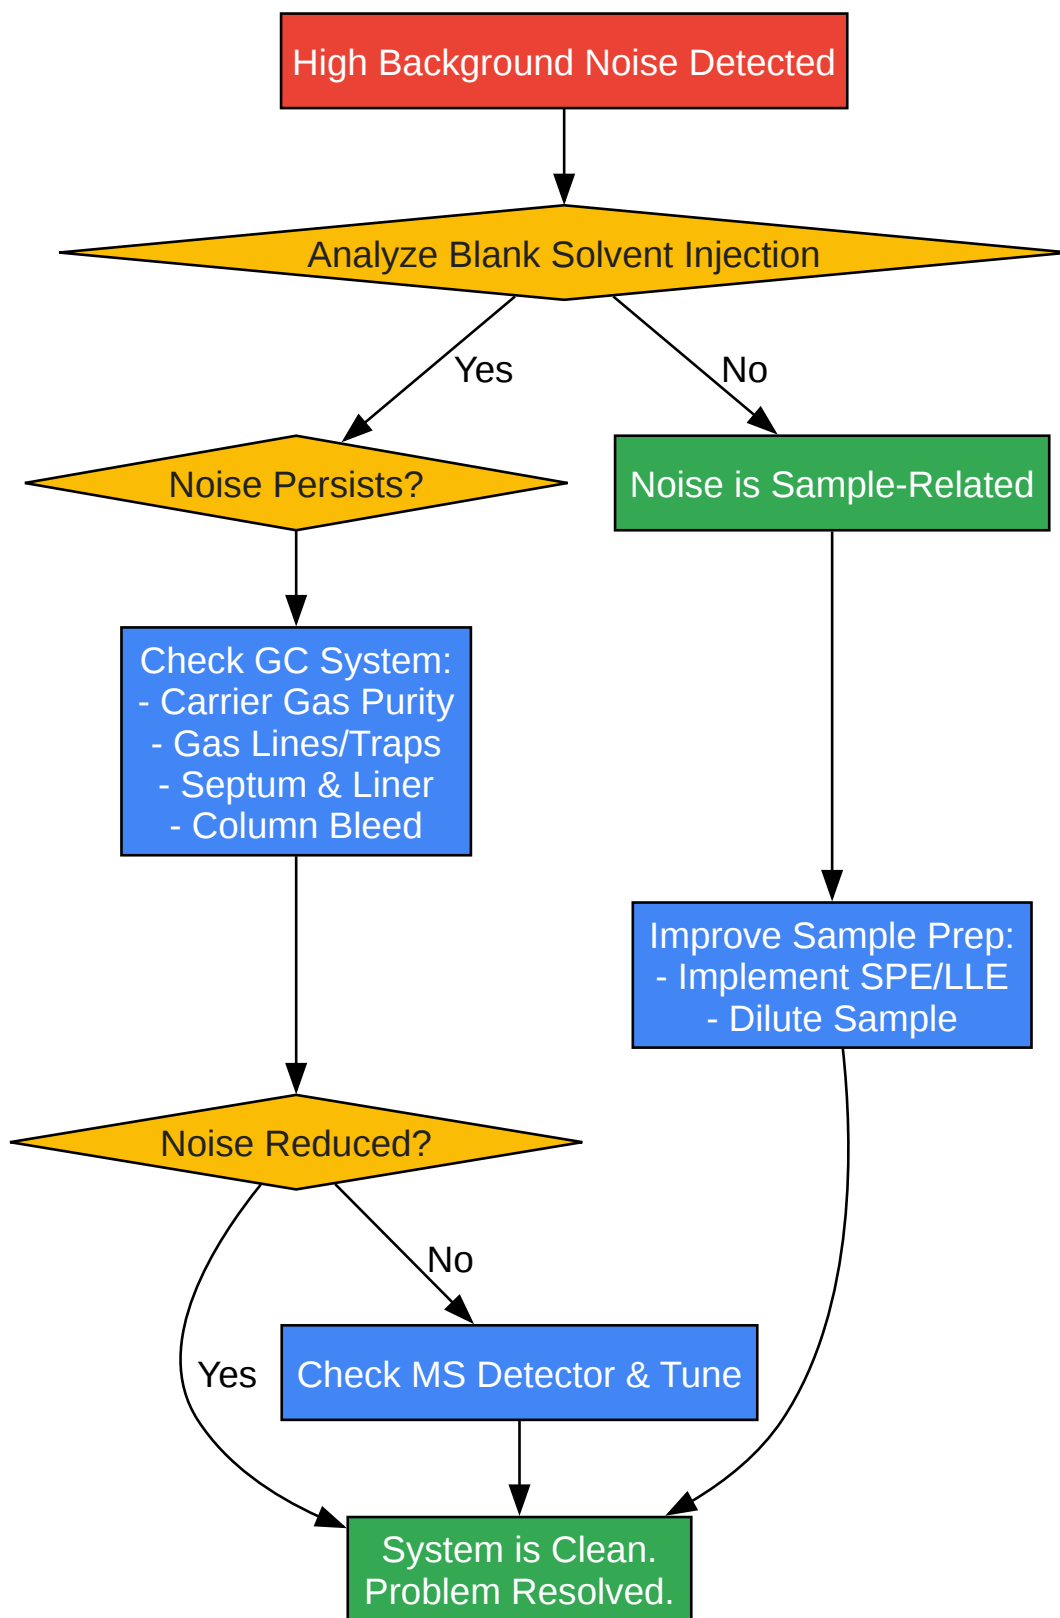 High Background Noise Detected
Analyze Blank Solvent Injection
Yes
No
Noise Persists?
Noise is Sample-Related
Check GC System:
- Carrier Gas Purity
- Gas Lines/Traps
- Septum & Liner
- Column Bleed
Improve Sample Prep:
- Implement SPE/LLE
- Dilute Sample
Noise Reduced?
No
Yes
Check MS Detector & Tune
System is Clean.
Problem Resolved.